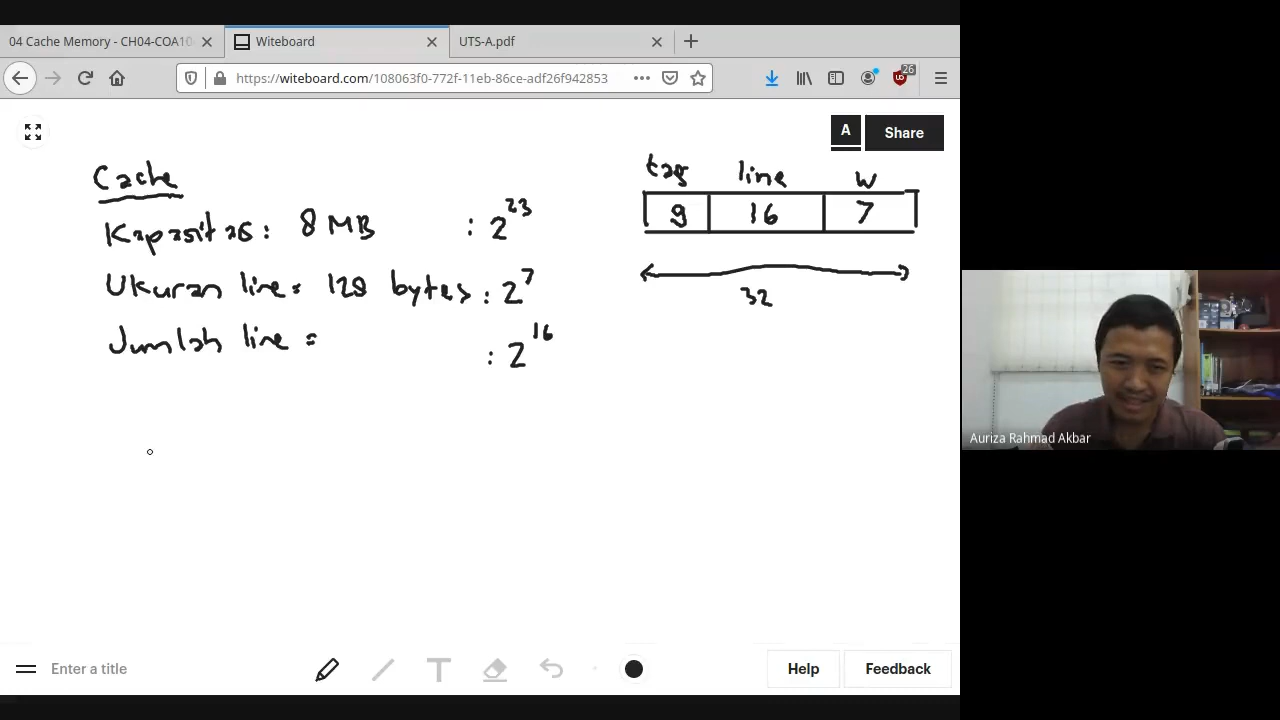 04 Cache Memory - CH04-COA10
Witeboard
UTS-A.pdf
https://witeboard.com/108063f0-772f-11eb-86ce-adf26f942853
26
A
Share
Cache
Kapasitas: 8 MB : 2^23
Ukuran line = 128 bytes : 2^7
Jumlah line = : 2^16
tag line w
9 16 7
32
Auriza Rahmad Akbar
Enter a title
T
Help
Feedback